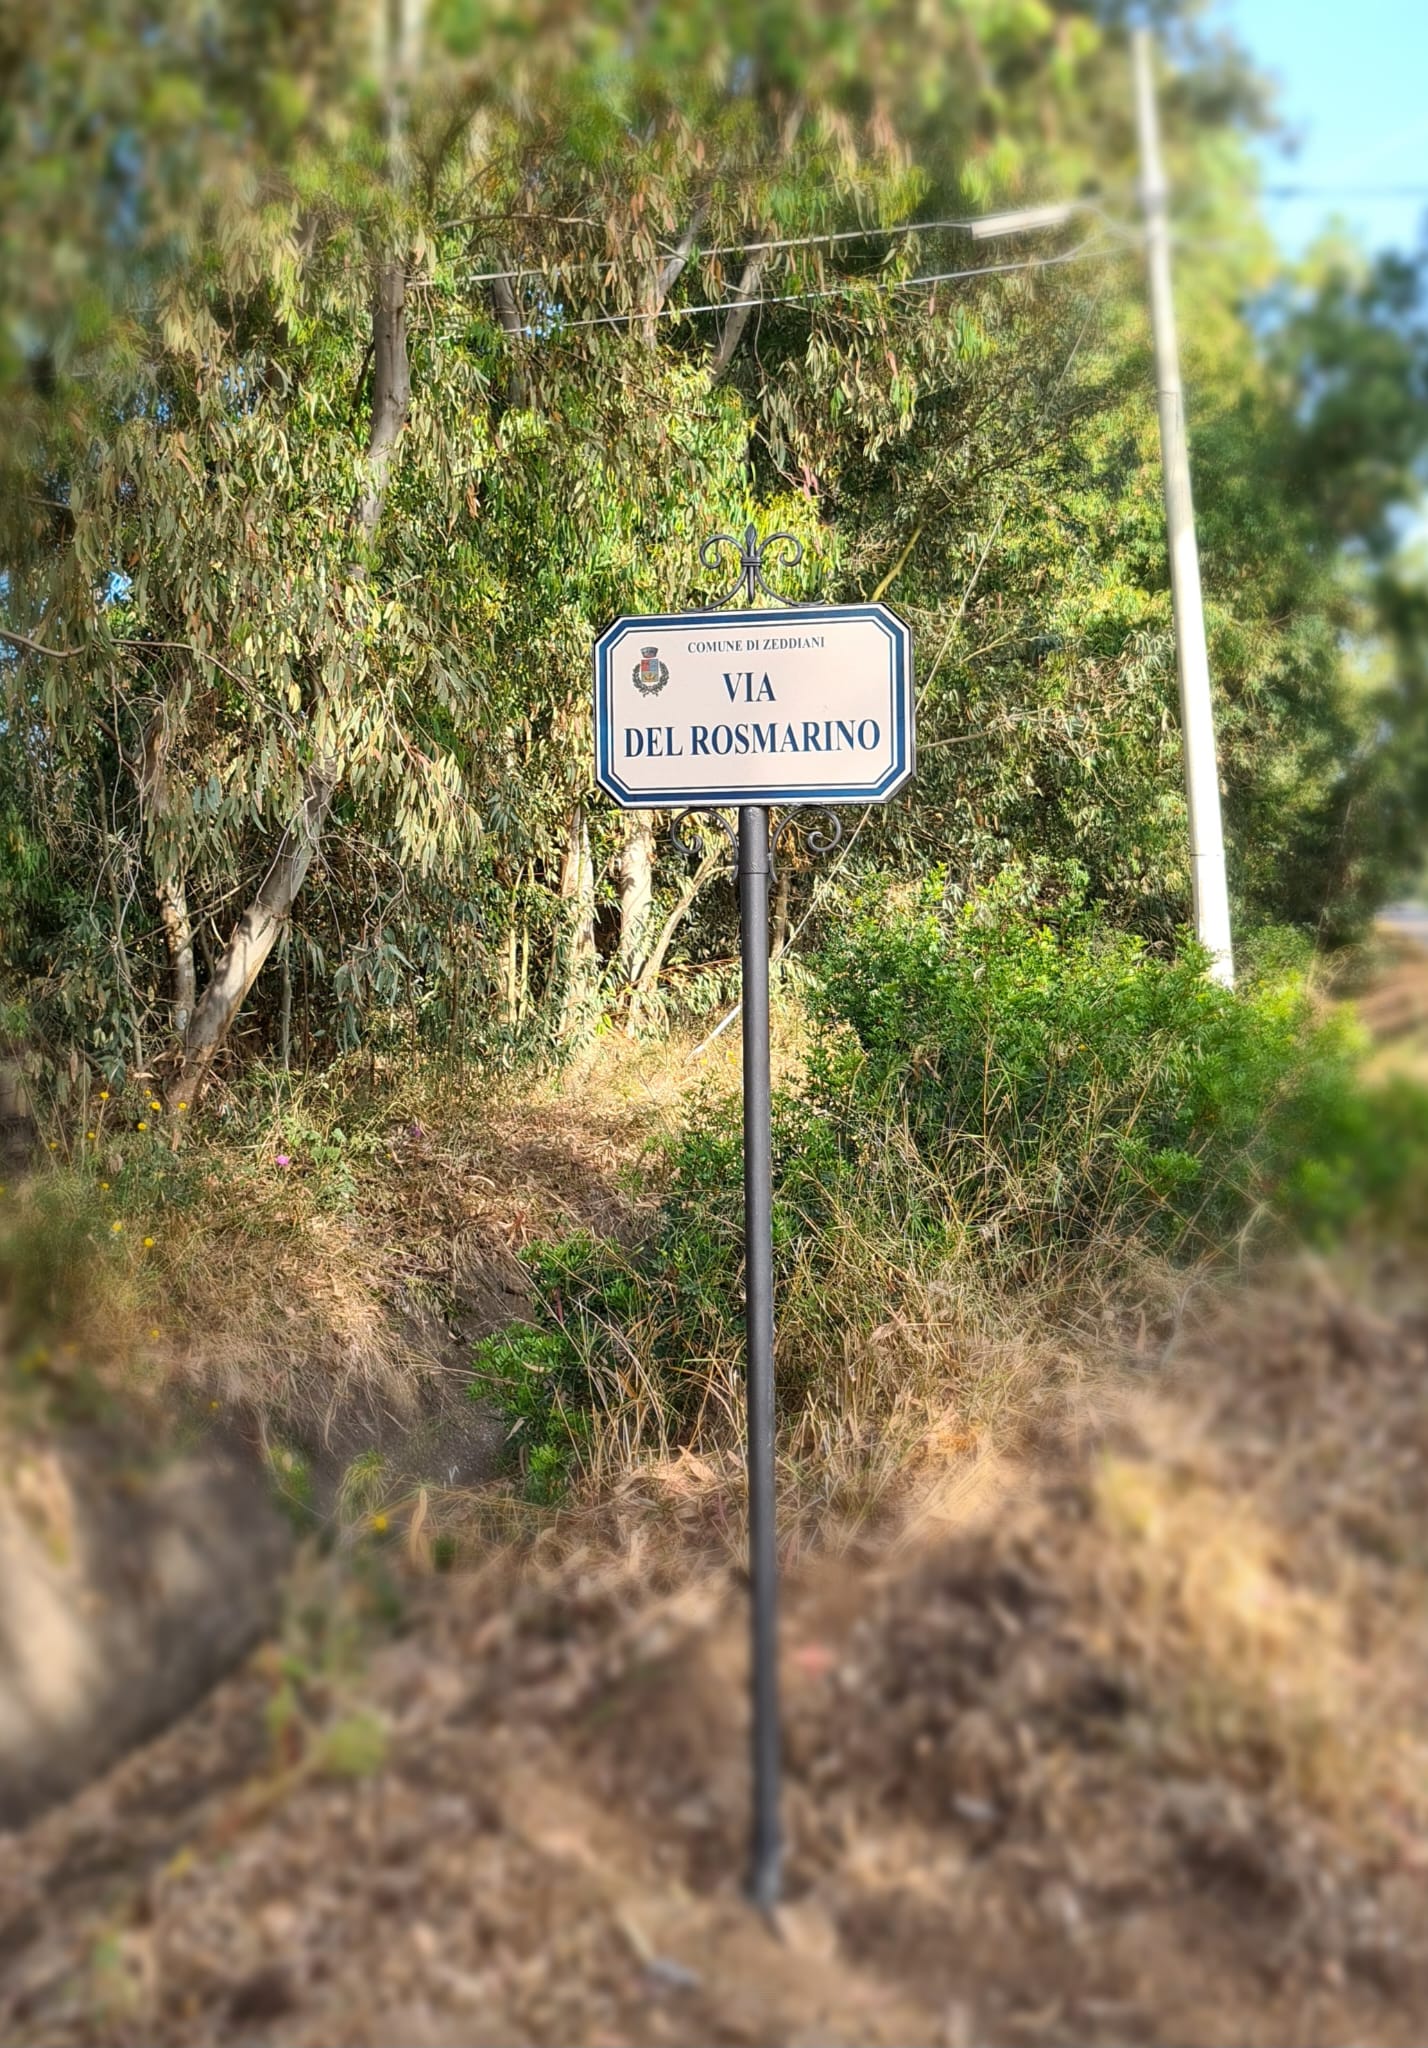 COMUNE DI ZEDDIANI
VIA
DEL ROSMARINO